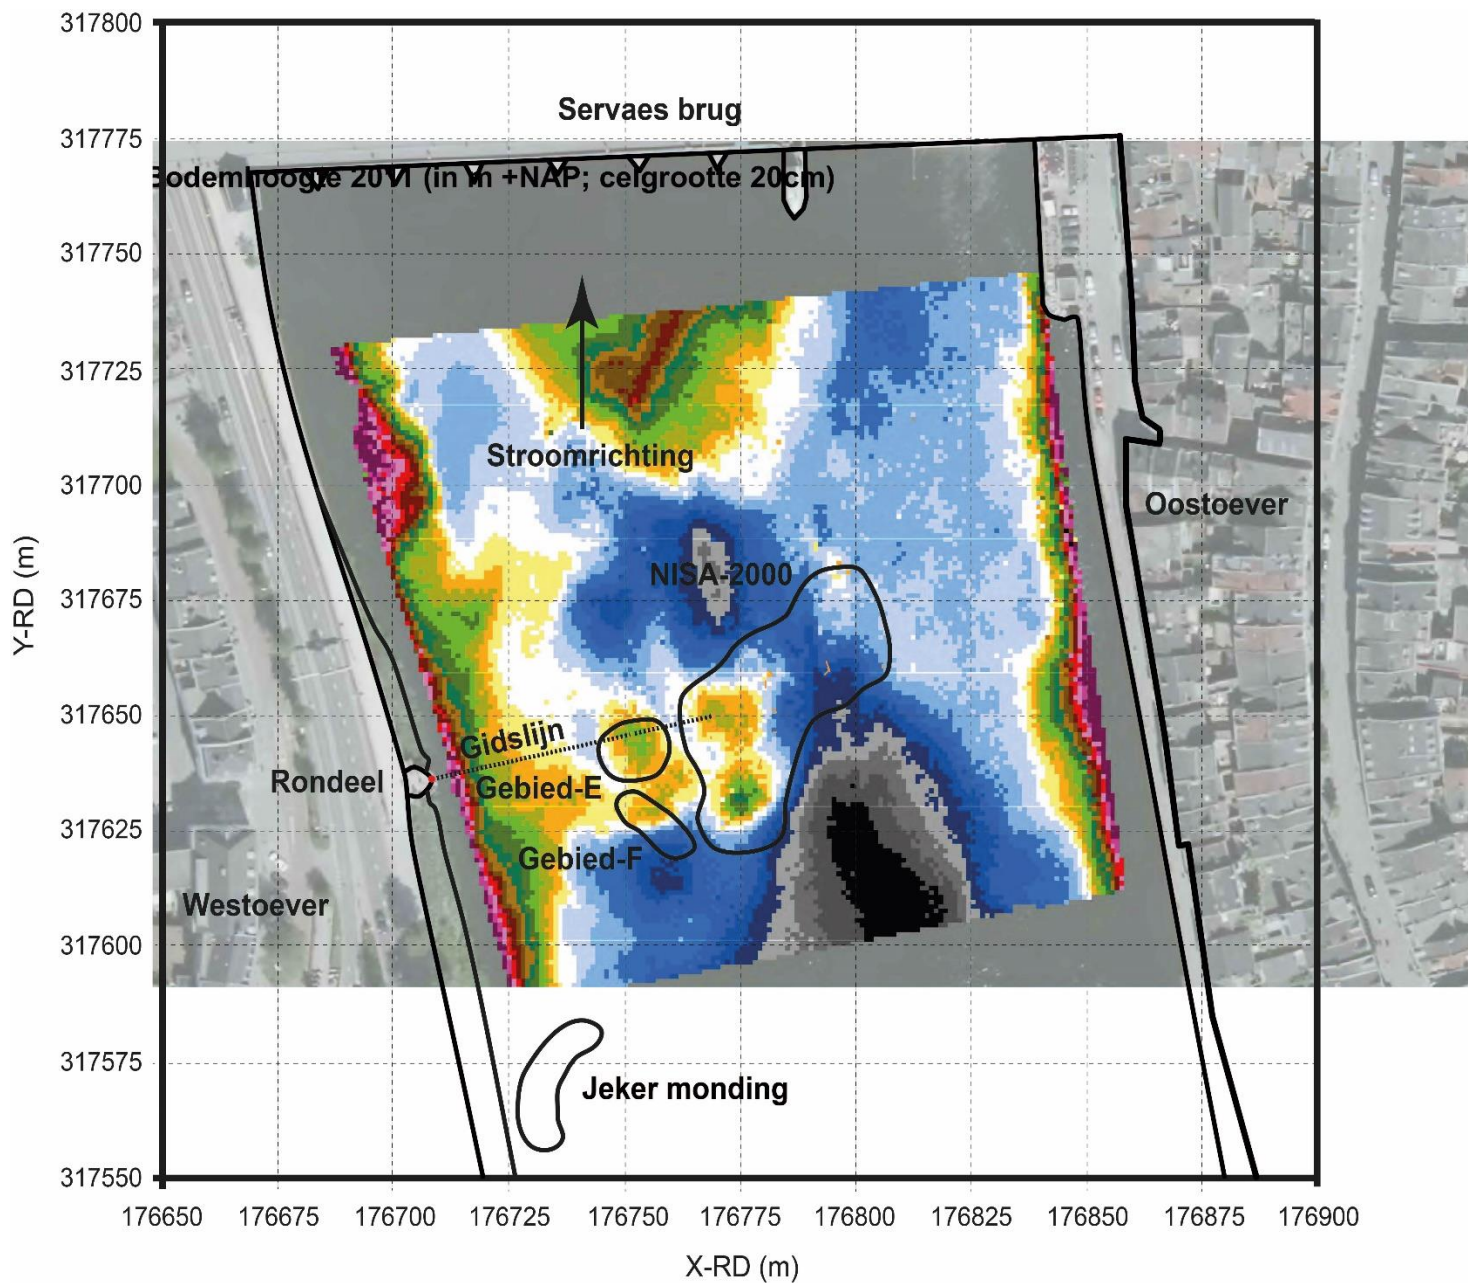 317800
Servaes brug
317775
Bodemhoogte 2011 (in m +NAP; celgrootte 20cm)
317750
317725
Stroomrichting
317700
Oostoever
NISA-2000
317675
Y-RD (m)
317650
Gidslijn
Rondeel
Gebied-E
317625
Gebied-F
Westoever
317600
317575
Jeker monding
317550
176650 176675 176700 176725 176750 176775 176800 176825 176850 176875 176900
X-RD (m)